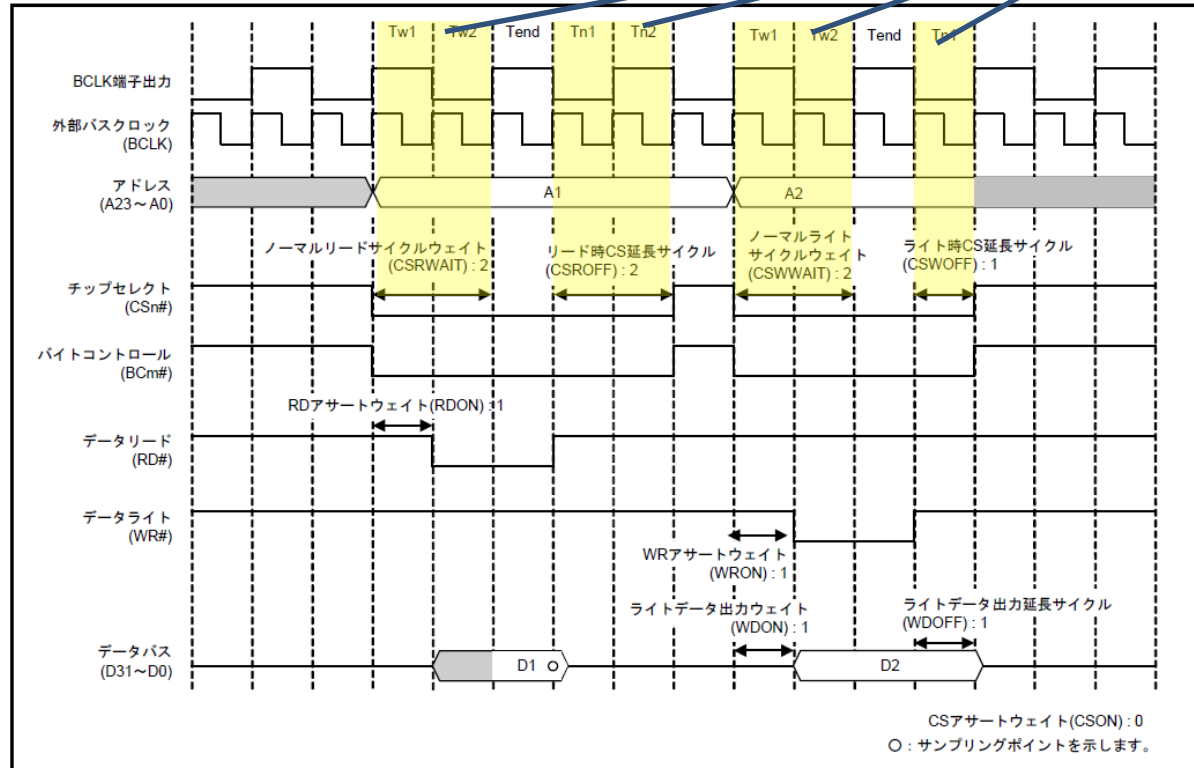 Tw1 Tw2 Tend Tn1 Tn2 Tw1 Tw2 Tend Tn1
BCLK端子出力
外部バスクロック
(BCLK)
アドレス
(A23～A0)
A1
A2
ノーマルリードサイクルウェイト
(CSRWAIT) : 2
リード時CS延長サイクル
(CSROFF) : 2
ノーマルライト
サイクルウェイト
(CSWWAIT) : 2
ライト時CS延長サイクル
(CSWOFF) : 1
チップセレクト
(CSn#)
バイトコントロール
(BCm#)
RDアサートウェイト(RDON) : 1
データリード
(RD#)
データライト
(WR#)
WRアサートウェイト
(WRON) : 1
ライトデータ出力ウェイト
(WDON) : 1
ライトデータ出力延長サイクル
(WDOFF) : 1
データバス
(D31～D0)
D1
D2
CSアサートウェイト(CSON) : 0
○ : サンプリングポイントを示します。